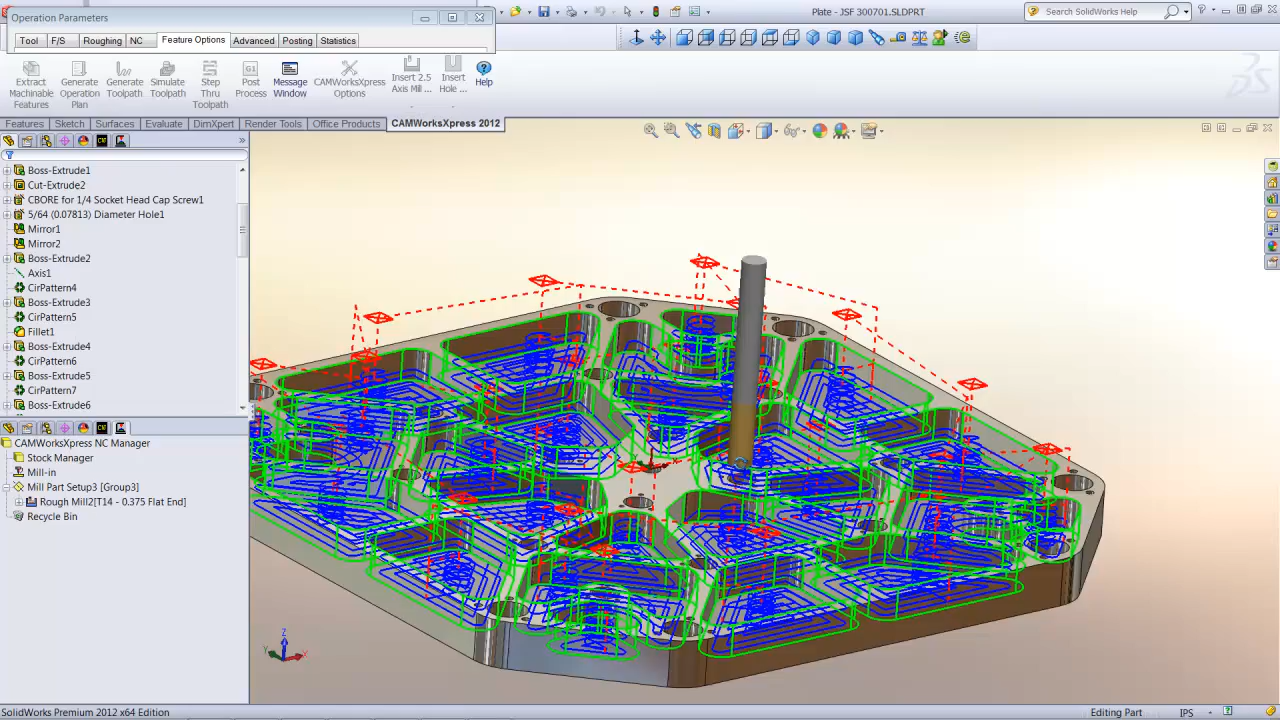 Operation Parameters
Plate - JSF 300701.SLDPRT
Search SolidWorks Help
Tool F/S Roughing NC Feature Options Advanced Posting Statistics
Extract Machinable Features
Generate Operation Plan
Generate Toolpath
Simulate Toolpath
Step Thru Toolpath
G1
Post Process
Message Window
CAMWorksXpress Options
Insert 2.5 Axis Mill ...
Insert Hole ...
Help
Features Sketch Surfaces Evaluate DimXpert Render Tools Office Products CAMWorksXpress 2012
Boss-Extrude1
Cut-Extrude2
CBORE for 1/4 Socket Head Cap Screw1
5/64 (0.07813) Diameter Hole1
Mirror1
Mirror2
Boss-Extrude2
Axis1
CirPattern4
Boss-Extrude3
CirPattern5
Fillet1
Boss-Extrude4
CirPattern6
Boss-Extrude5
CirPattern7
Boss-Extrude6
CAMWorksXpress NC Manager
Stock Manager
Mill-in
Mill Part Setup3 [Group3]
Rough Mill2[T14 - 0.375 Flat End]
Recycle Bin
Z
SolidWorks Premium 2012 x64 Edition
Editing Part
IPS